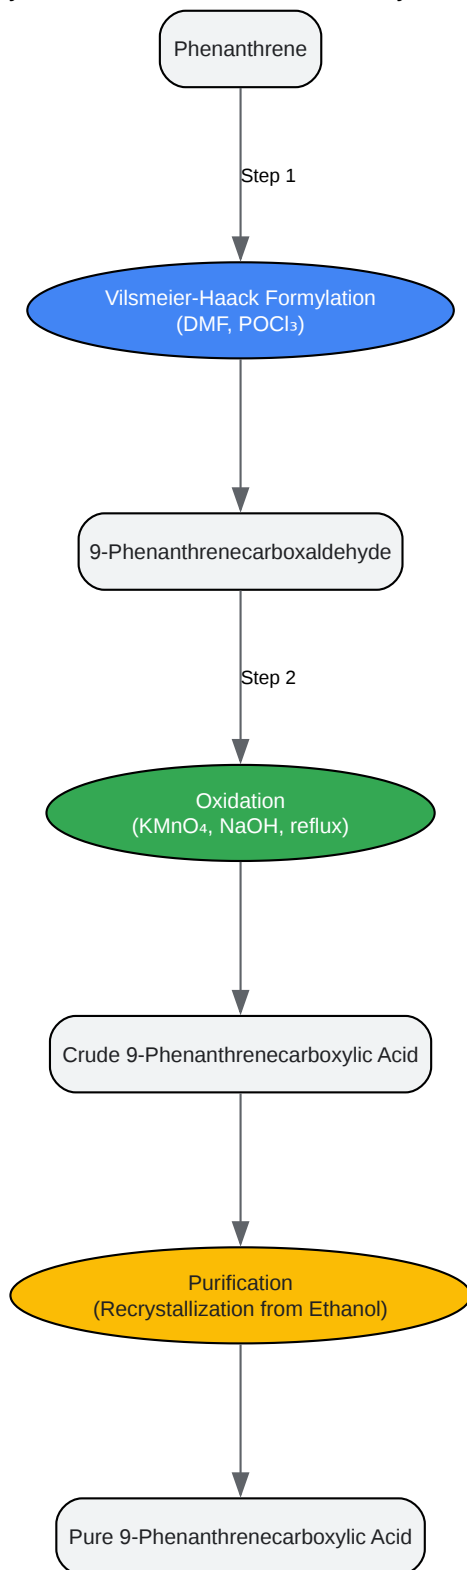 Phenanthrene
Step 1
Vilsmeier-Haack Formylation
(DMF, POCl₃)
9-Phenanthrenecarboxaldehyde
Step 2
Oxidation
(KMnO₄, NaOH, reflux)
Crude 9-Phenanthrenecarboxylic Acid
Purification
(Recrystallization from Ethanol)
Pure 9-Phenanthrenecarboxylic Acid